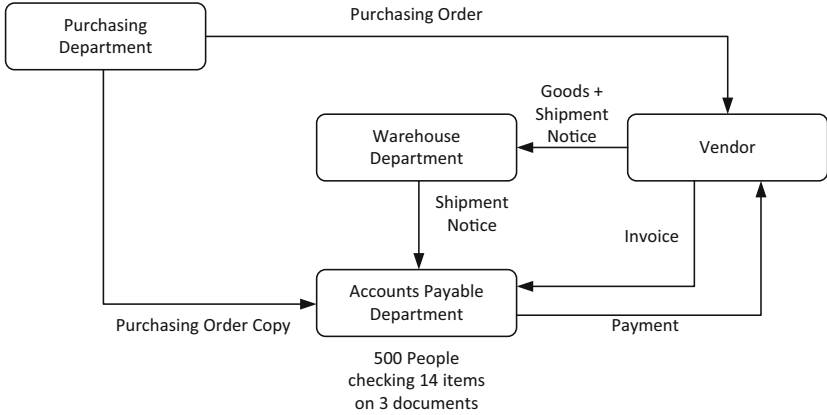 Purchasing Order
Purchasing
Department
Goods +
Shipment
Notice
Warehouse
Department
Vendor
Shipment
Notice
Invoice
Accounts Payable
Department
Purchasing Order Copy
Payment
500 People
checking 14 items
on 3 documents